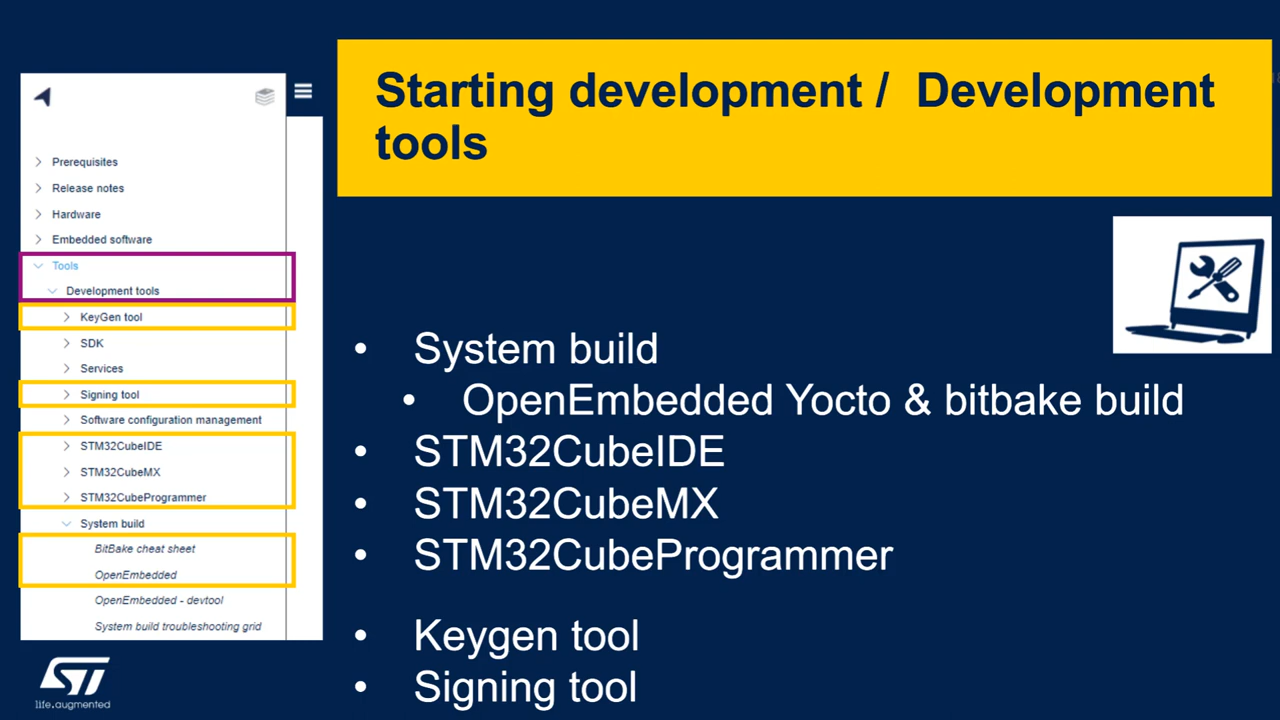 Starting development /  Development
tools
Prerequisites
Release notes
Hardware
Embedded software
Tools
Development tools
KeyGen tool
SDK
Services
Signing tool
Software configuration management
STM32CubeIDE
STM32CubeMX
STM32CubeProgrammer
System build
BitBake cheat sheet
OpenEmbedded
OpenEmbedded - devtool
System build troubleshooting grid
• System build
• OpenEmbedded Yocto & bitbake build
• STM32CubeIDE
• STM32CubeMX
• STM32CubeProgrammer
• Keygen tool
• Signing tool
ST
life.augmented